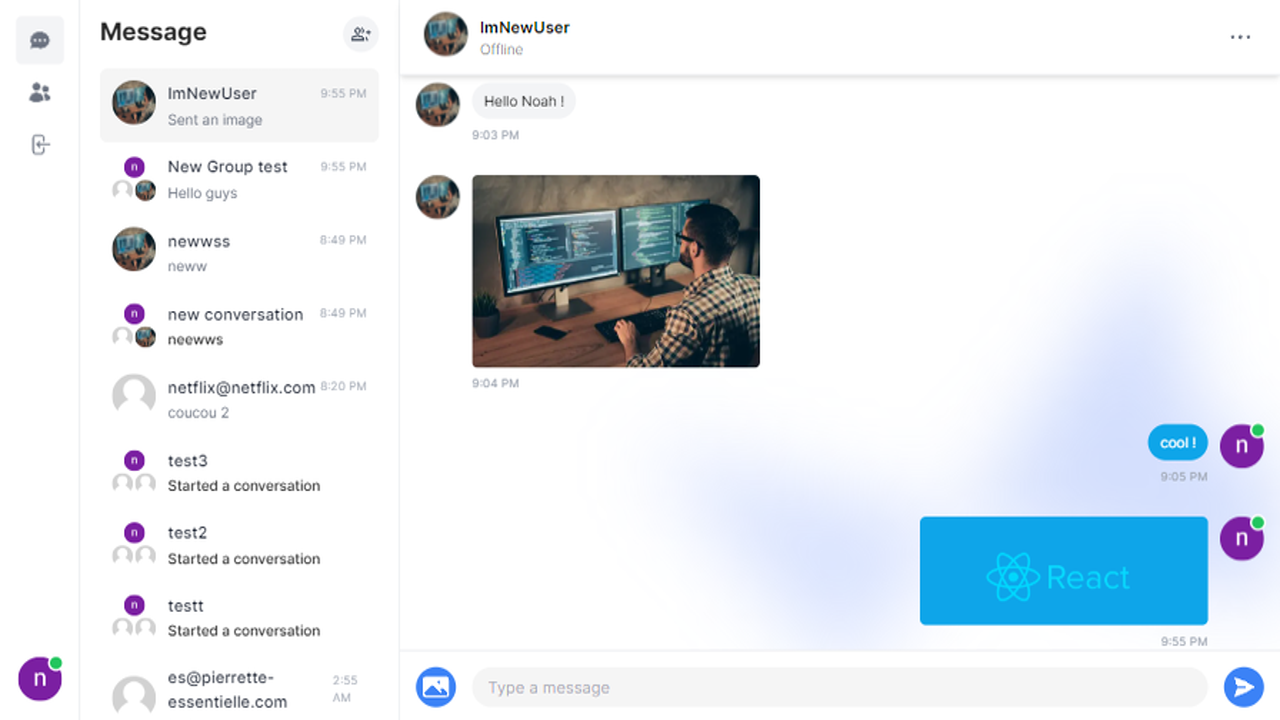 Message
ImNewUser
9:55 PM
Sent an image
n
New Group test
9:55 PM
Hello guys
newwss
8:49 PM
neww
n
new conversation
8:49 PM
neewws
netflix@netflix.com
8:20 PM
coucou 2
n
test3
Started a conversation
n
test2
Started a conversation
n
testt
Started a conversation
es@pierrette-
essentielle.com
2:55
AM
n
ImNewUser
Offline
Hello Noah !
9:03 PM
9:04 PM
cool !
n
9:05 PM
React
n
9:55 PM
Type a message